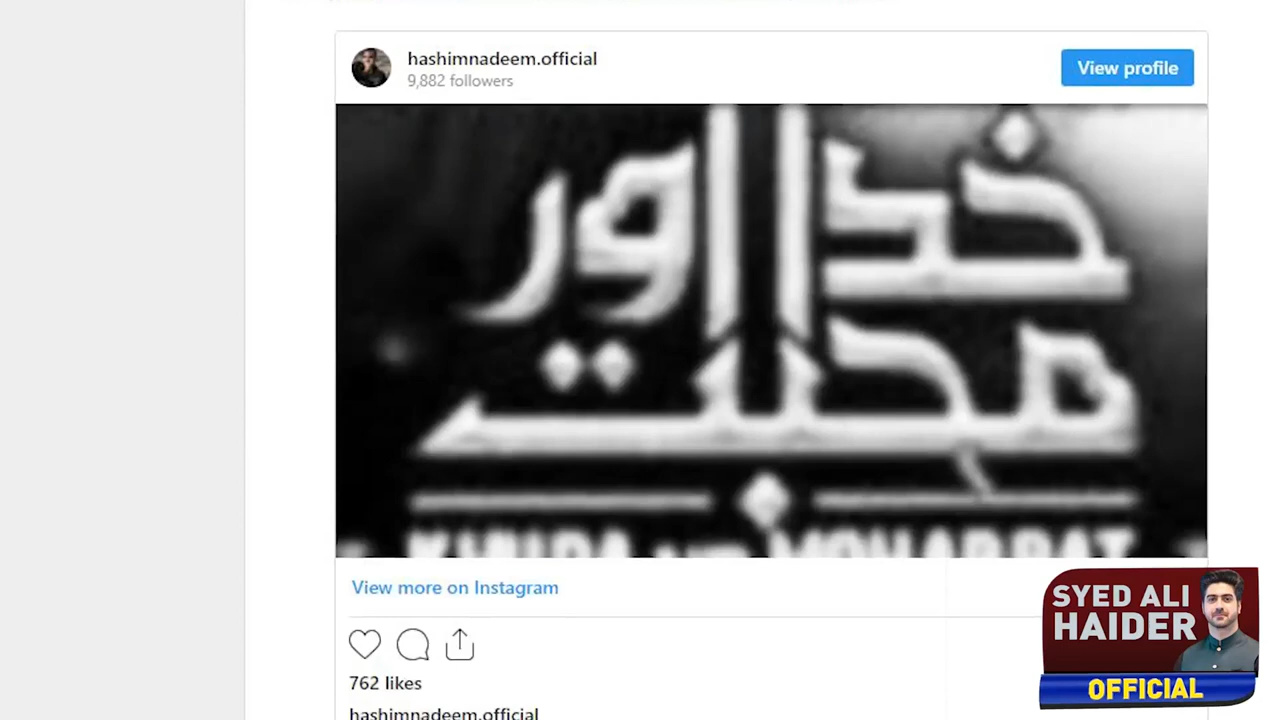 hashimnadeem.official
9,882 followers
View profile
خدا اور
محبت
View more on Instagram
762 likes
hashimnadeem.official
SYED ALI
HAIDER
OFFICIAL